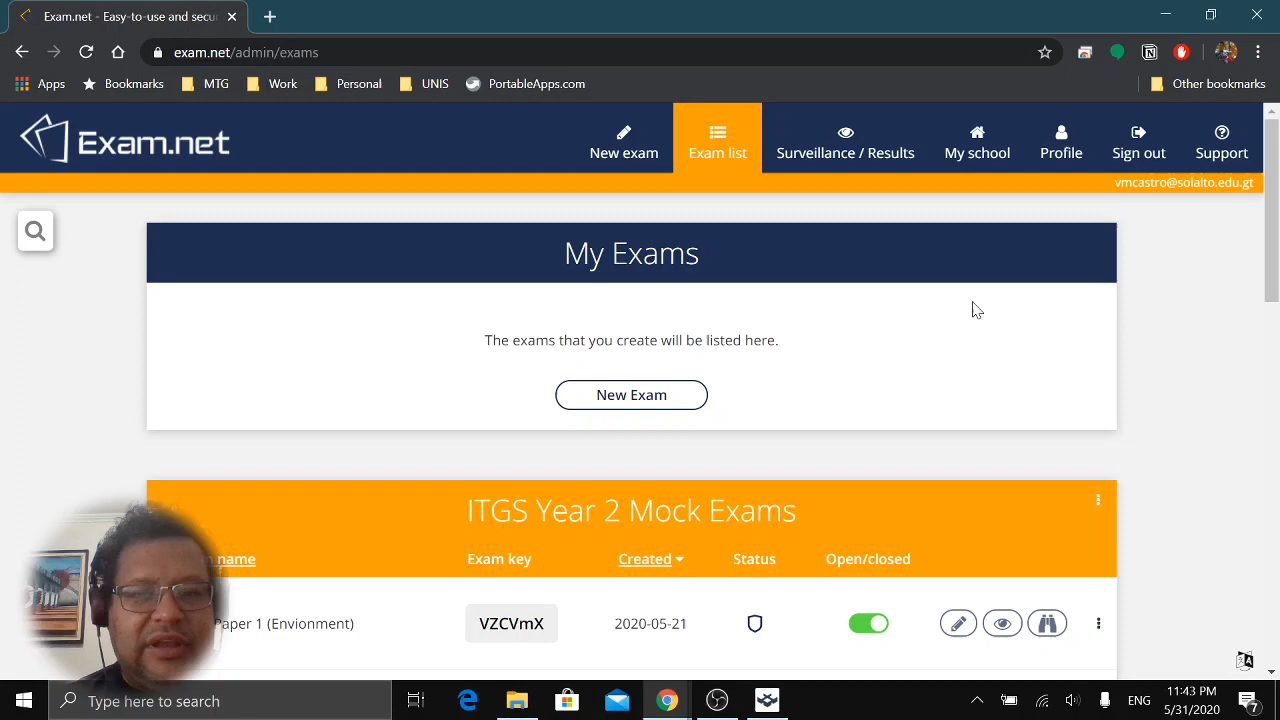 Exam.net - Easy-to-use and secu
exam.net/admin/exams
Apps Bookmarks MTG Work Personal UNIS PortableApps.com Other bookmarks
Exam.net
New exam Exam list Surveillance / Results My school Profile Sign out Support
vmcastro@solalto.edu.gt
My Exams
The exams that you create will be listed here.
New Exam
ITGS Year 2 Mock Exams
name Exam key Created Status Open/closed
Paper 1 (Envionment) VZCVmX 2020-05-21
Type here to search
ENG
11:43 PM
5/31/2020
7